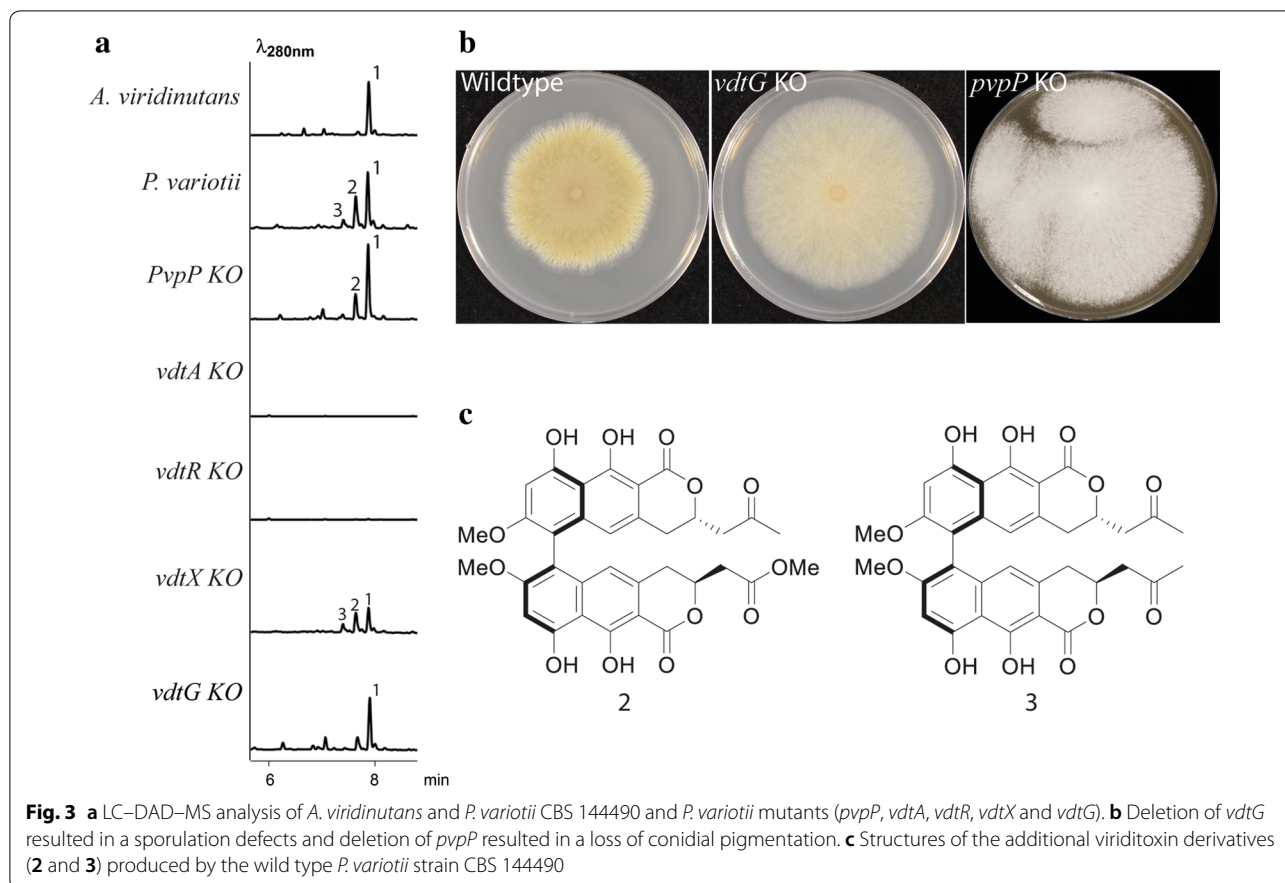 a
λ280nm
A. viridinutans
1
P. variotii
3
2
1
PvpP KO
2
1
vdtA KO
vdtR KO
vdtX KO
3 2 1
vdtG KO
1
6 8 min
b
Wildtype vdtG KO pvpP KO
c
OH OH O
O O
MeO
MeO OMe
O O
OH OH O
2
OH OH O
O O
MeO
MeO
O O
OH OH O
3
Fig. 3 a LC–DAD–MS analysis of A. viridinutans and P. variotii CBS 144490 and P. variotii mutants (pvpP, vdtA, vdtR, vdtX and vdtG). b Deletion of vdtG
resulted in a sporulation defects and deletion of pvpP resulted in a loss of conidial pigmentation. c Structures of the additional viriditoxin derivatives
(2 and 3) produced by the wild type P. variotii strain CBS 144490